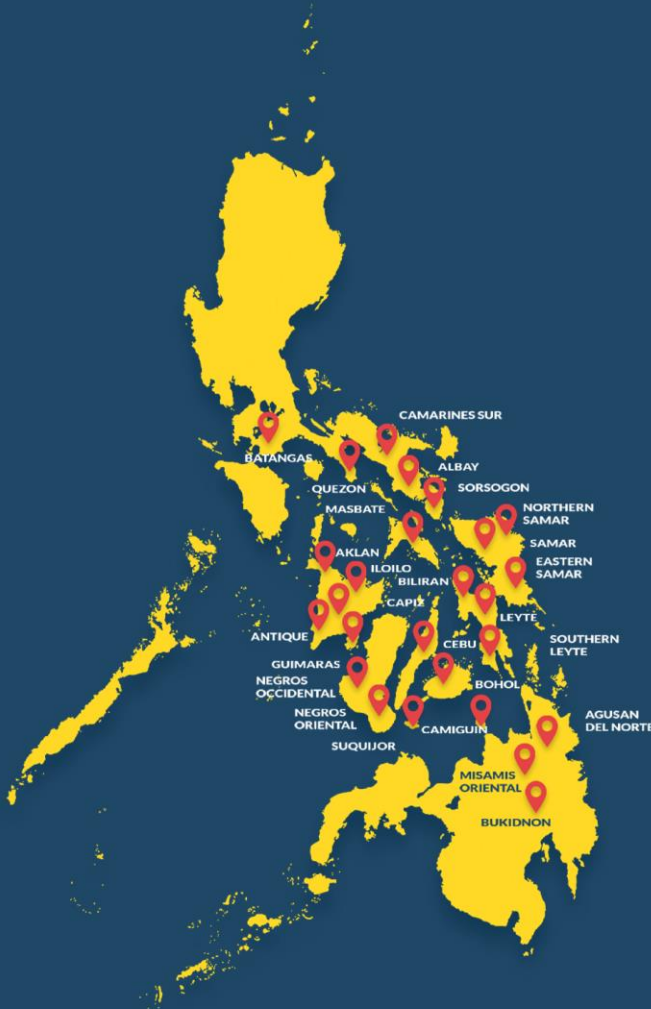 CAMARINES SUR
BATANGAS
ALBAY
QUEZON
SORSOGON
MASBATE
NORTHERN
SAMAR
SAMAR
AKLAN
EASTERN
SAMAR
ILOILO
BILIRAN
CAPIZ
LEYTE
ANTIQUE
SOUTHERN
LEYTE
CEBU
GUIMARAS
NEGROS
OCCIDENTAL
BOHOL
NEGROS
ORIENTAL
CAMIGUIN
AGUSAN
DEL NORTE
SUQUIJOR
MISAMIS
ORIENTAL
BUKIDNON